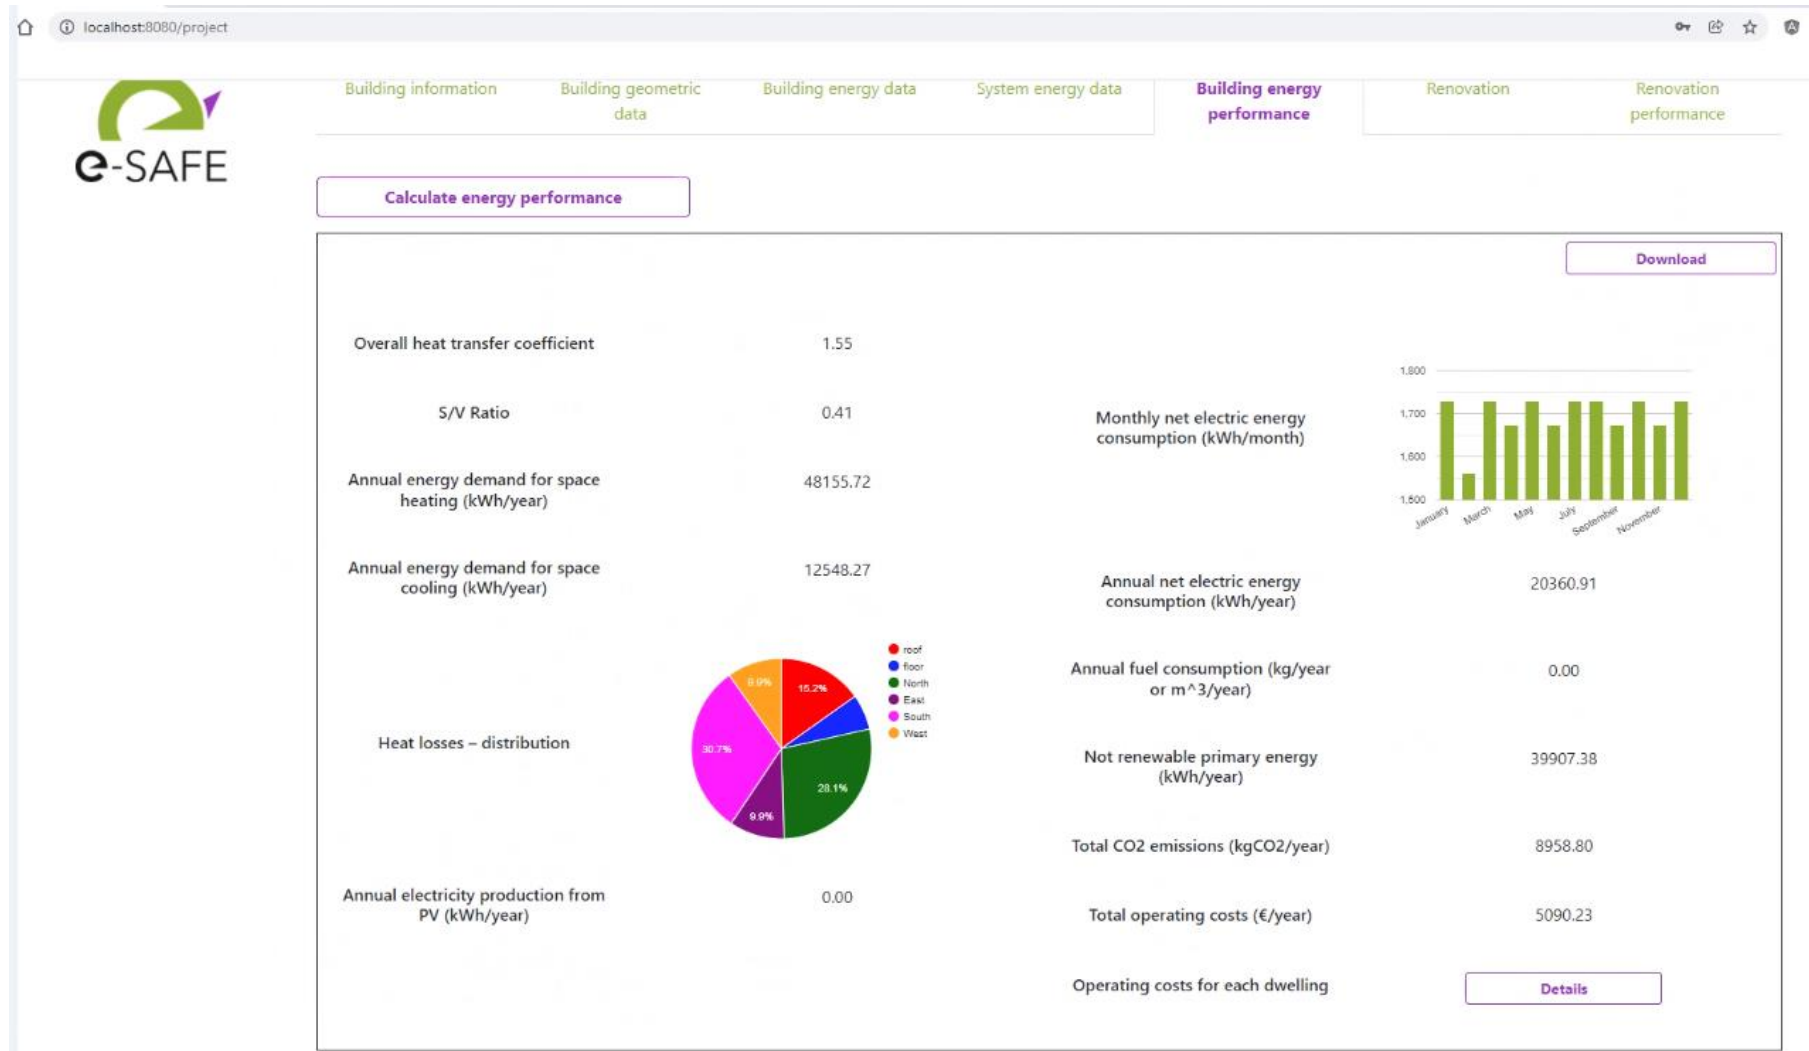 localhost:8080/project
Building information
Building geometric
data
Building energy data
System energy data
Building energy
performance
Renovation
Renovation
performance
e-SAFE
Calculate energy performance
Download
Overall heat transfer coefficient
1.55
S/V Ratio
0.41
Annual energy demand for space
heating (kWh/year)
48155.72
Annual energy demand for space
cooling (kWh/year)
12548.27
Heat losses – distribution
roof
floor
North
East
South
West
9.9%
15.2%
30.7%
28.1%
9.9%
Annual electricity production from
PV (kWh/year)
0.00
Monthly net electric energy
consumption (kWh/month)
1,800
1,700
1,600
1,500
January
March
May
July
September
November
Annual net electric energy
consumption (kWh/year)
20360.91
Annual fuel consumption (kg/year
or m^3/year)
0.00
Not renewable primary energy
(kWh/year)
39907.38
Total CO2 emissions (kgCO2/year)
8958.80
Total operating costs (€/year)
5090.23
Operating costs for each dwelling
Details